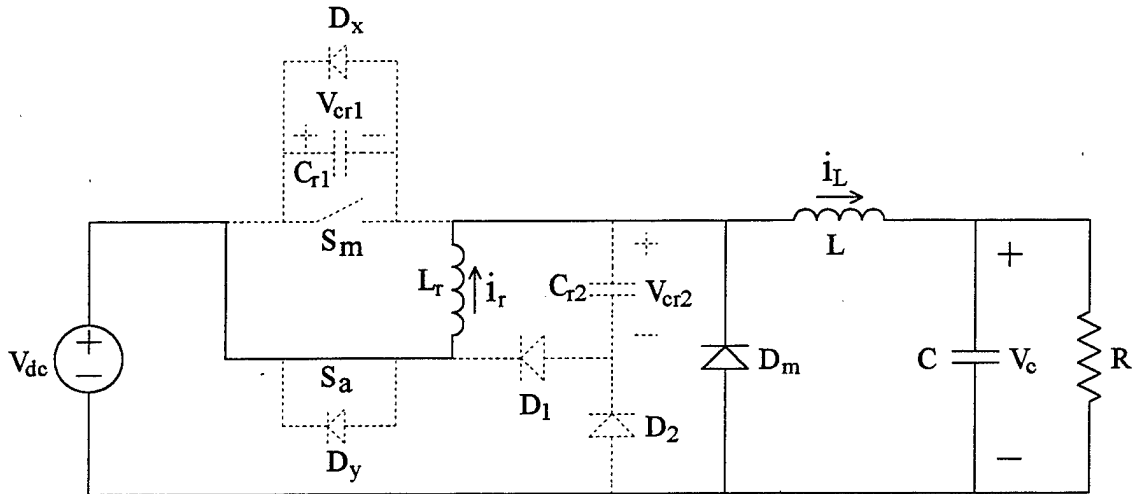 Dx
Vcr1
+ −
Cr1
Sm
iL
L
Lr
ir
Cr2
+
Vcr2
−
+
Vdc
+
−
Sa
D1
Dm
C
Vc
R
Dy
D2
−